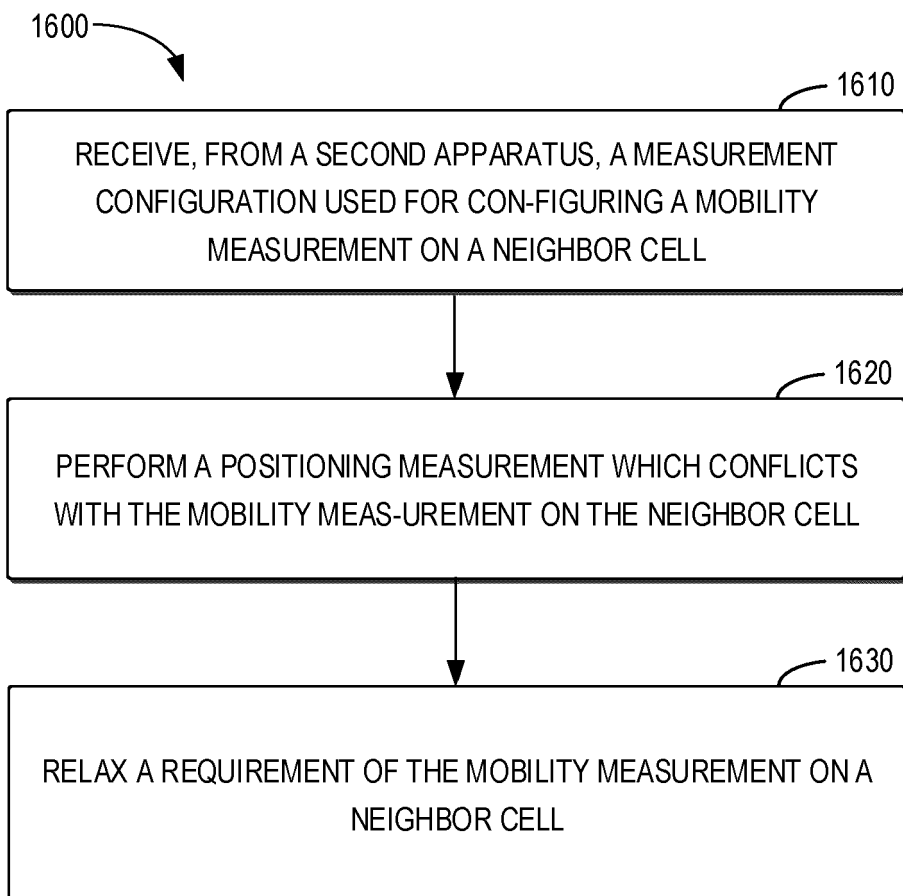 1600
1610
RECEIVE, FROM A SECOND APPARATUS, A MEASUREMENT
CONFIGURATION USED FOR CON-FIGURING A MOBILITY
MEASUREMENT ON A NEIGHBOR CELL
1620
PERFORM A POSITIONING MEASUREMENT WHICH CONFLICTS
WITH THE MOBILITY MEAS-UREMENT ON THE NEIGHBOR CELL
1630
RELAX A REQUIREMENT OF THE MOBILITY MEASUREMENT ON A
NEIGHBOR CELL